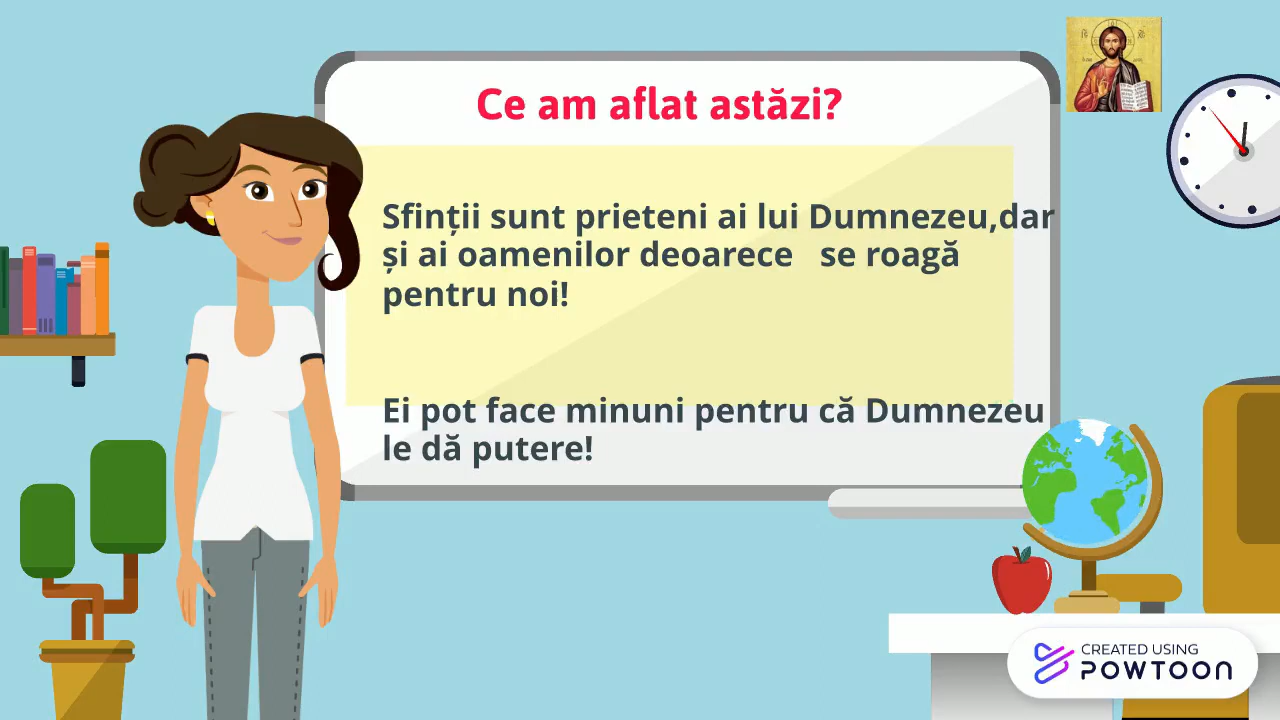 Ce am aflat astăzi?
Sfinții sunt prieteni ai lui Dumnezeu,dar
și ai oamenilor deoarece   se roagă
pentru noi!
Ei pot face minuni pentru că Dumnezeu
le dă putere!
CREATED USING
POWTOON